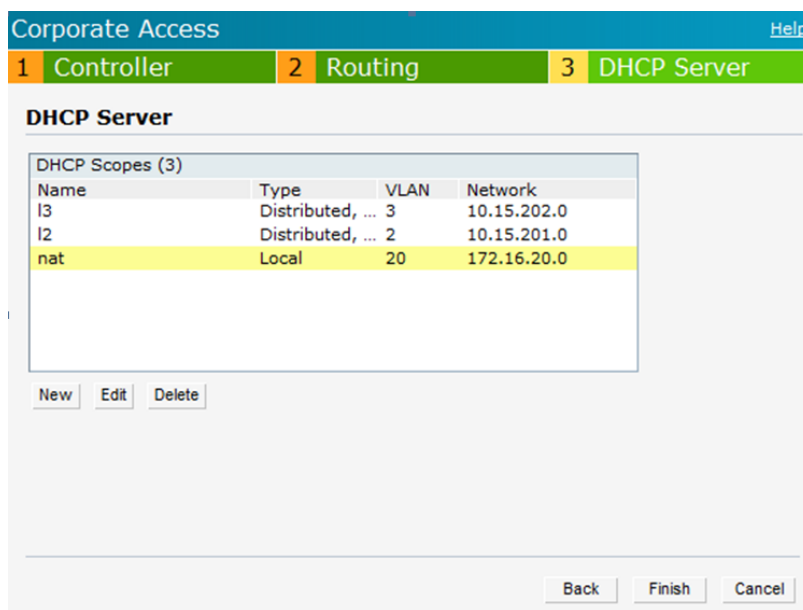 Corporate Access Help
1 Controller 2 Routing 3 DHCP Server
DHCP Server
DHCP Scopes (3)
Name Type VLAN Network
l3 Distributed, ... 3 10.15.202.0
l2 Distributed, ... 2 10.15.201.0
nat Local 20 172.16.20.0
New Edit Delete
Back Finish Cancel